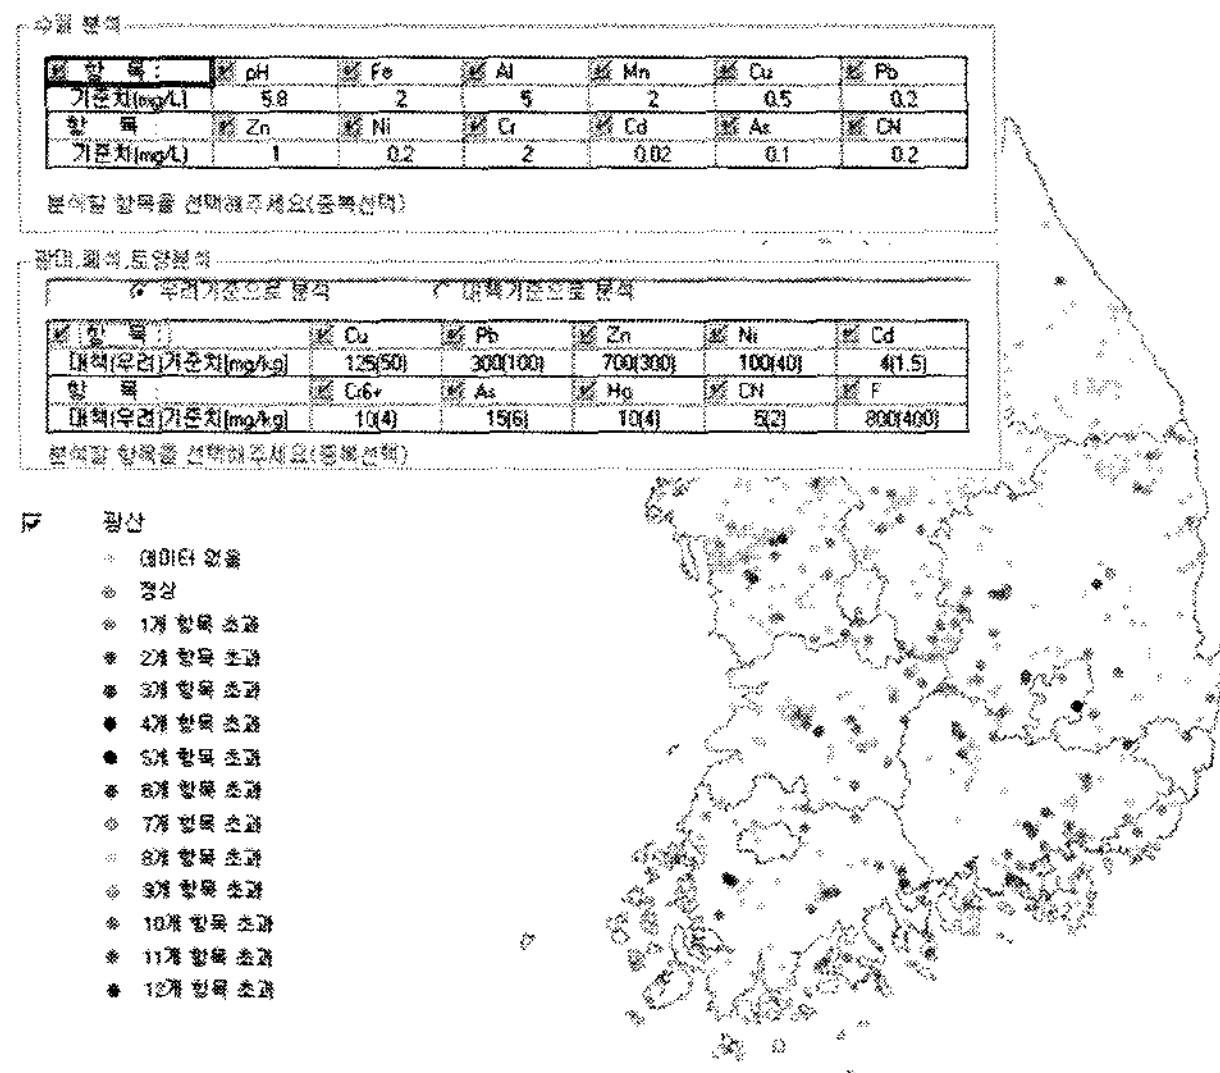 수질 분석
항 목 : pH Fe Al Mn Cu Pb
기준치(mg/L) 5.8 2 5 2 0.5 0.2
항 목 : Zn Ni Cr Cd As CN
기준치(mg/L) 1 0.2 2 0.02 0.1 0.2
분석할 항목을 선택해주세요(중복선택)
광미,폐석,토양분석
우려기준으로 분석 대책기준으로 분석
항 목 : Cu Pb Zn Ni Cd
대책(우려)기준치(mg/kg) 125(50) 300(100) 700(300) 100(40) 4(1.5)
항 목 : Cr6+ As Hg CN F
대책(우려)기준치(mg/kg) 10(4) 15(6) 10(4) 5(2) 800(400)
분석할 항목을 선택해주세요(중복선택)
광산
데이터 없음
정상
1개 항목 초과
2개 항목 초과
3개 항목 초과
4개 항목 초과
5개 항목 초과
6개 항목 초과
7개 항목 초과
8개 항목 초과
9개 항목 초과
10개 항목 초과
11개 항목 초과
12개 항목 초과